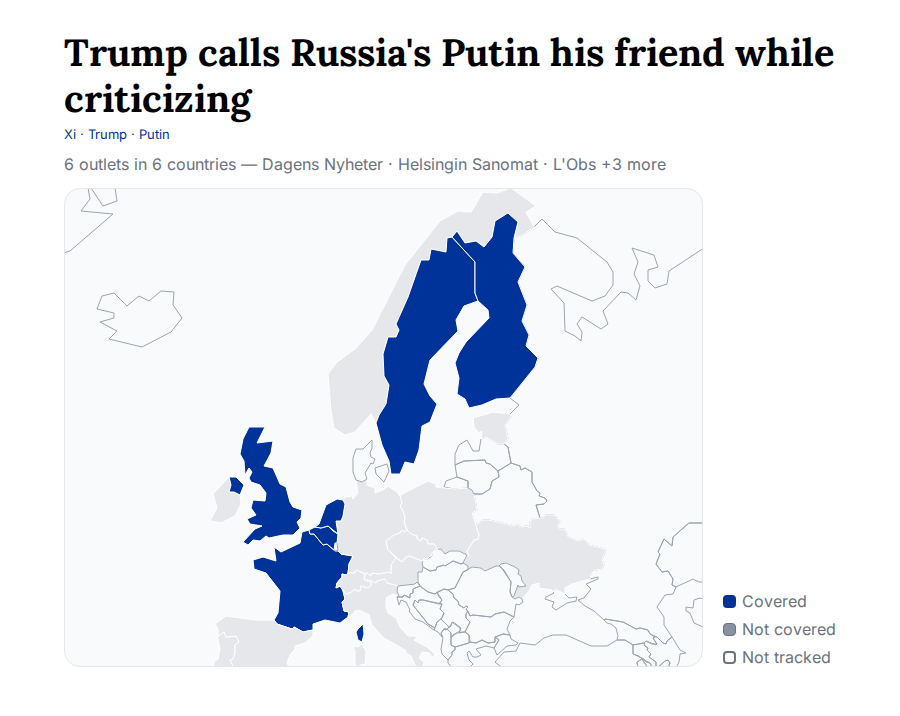 Trump calls Russia's Putin his friend while
criticizing
Xi · Trump · Putin
6 outlets in 6 countries — Dagens Nyheter · Helsingin Sanomat · L'Obs +3 more
Covered
Not covered
Not tracked